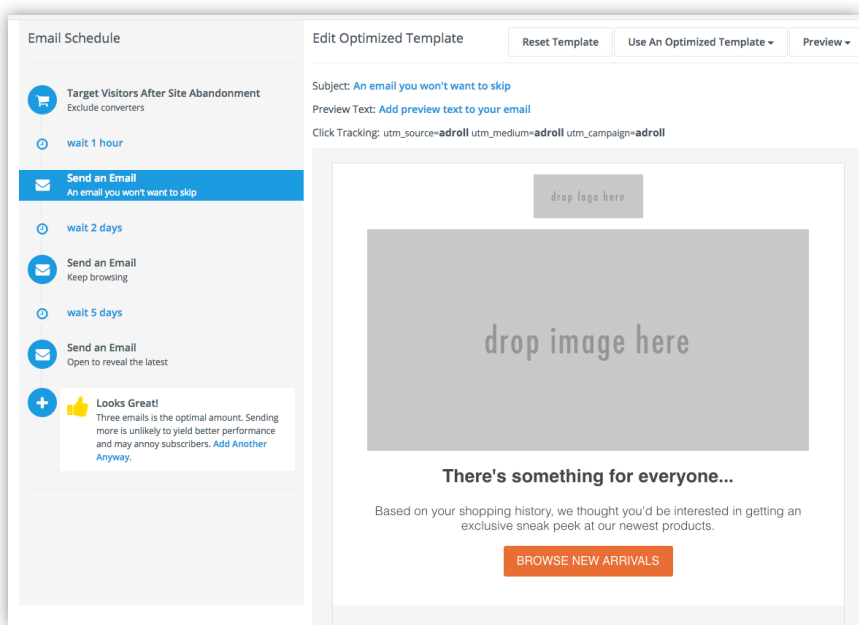 Email Schedule
Target Visitors After Site Abandonment
Exclude converters
wait 1 hour
Send an Email
An email you won't want to skip
wait 2 days
Send an Email
Keep browsing
wait 5 days
Send an Email
Open to reveal the latest
Looks Great!
Three emails is the optimal amount. Sending
more is unlikely to yield better performance
and may annoy subscribers. Add Another
Anyway.
Edit Optimized Template
Reset Template
Use An Optimized Template
Preview
Subject: An email you won't want to skip
Preview Text: Add preview text to your email
Click Tracking: utm_source=adroll utm_medium=adroll utm_campaign=adroll
drop logo here
drop image here
There's something for everyone...
Based on your shopping history, we thought you'd be interested in getting an
exclusive sneak peek at our newest products.
BROWSE NEW ARRIVALS